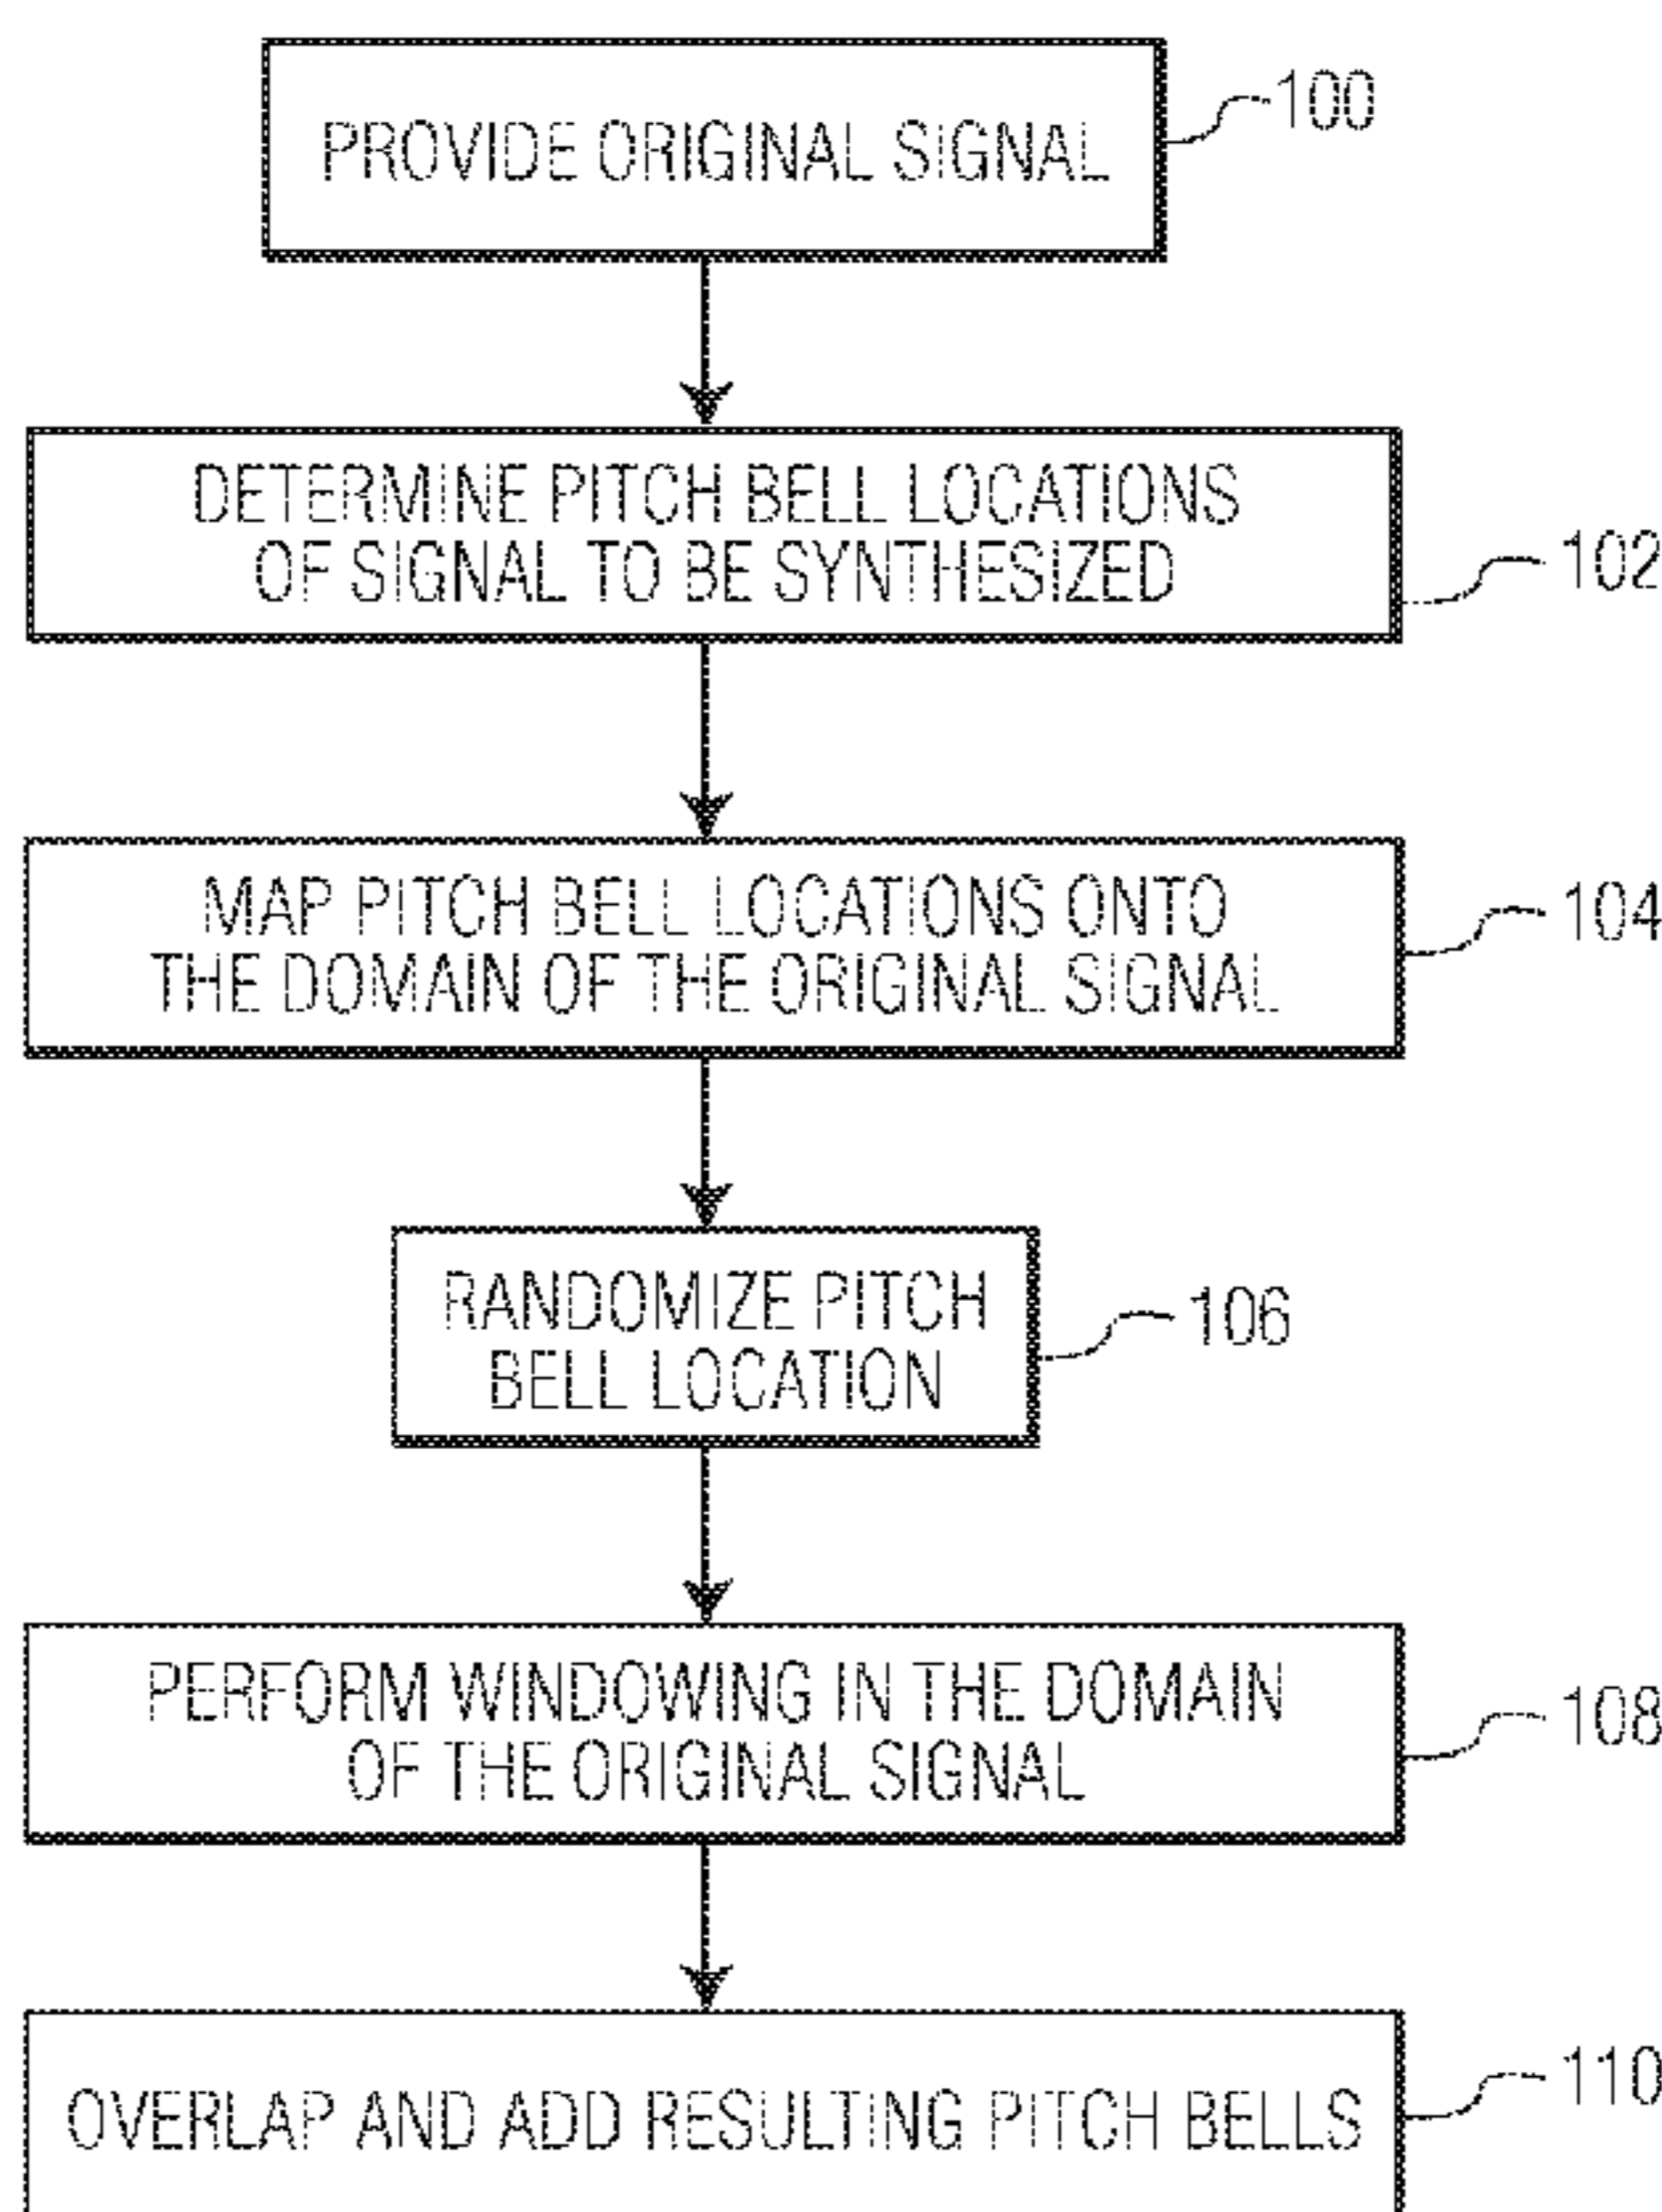 PROVIDE ORIGINAL SIGNAL
100
DETERMINE PITCH BELL LOCATIONS
OF SIGNAL TO BE SYNTHESIZED
102
MAP PITCH BELL LOCATIONS ONTO
THE DOMAIN OF THE ORIGINAL SIGNAL
104
RANDOMIZE PITCH
BELL LOCATION
106
PERFORM WINDOWING IN THE DOMAIN
OF THE ORIGINAL SIGNAL
108
OVERLAP AND ADD RESULTING PITCH BELLS
110